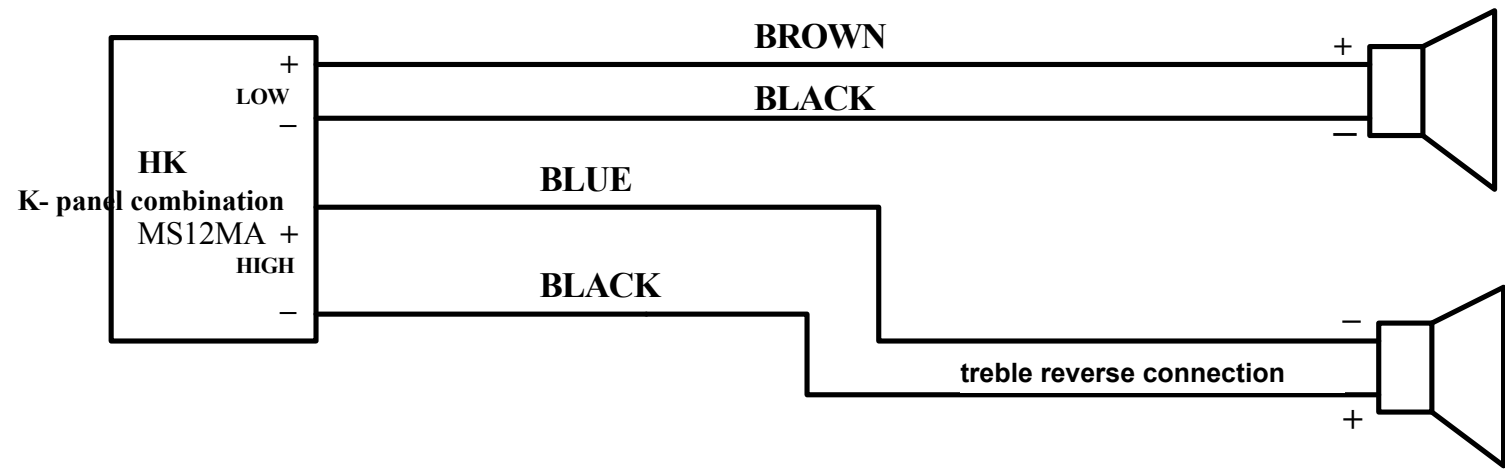 BROWN
+
+
LOW
BLACK
−
−
HK
BLUE
K- panel combination
MS12MA +
HIGH
BLACK
−
−
treble reverse connection
+